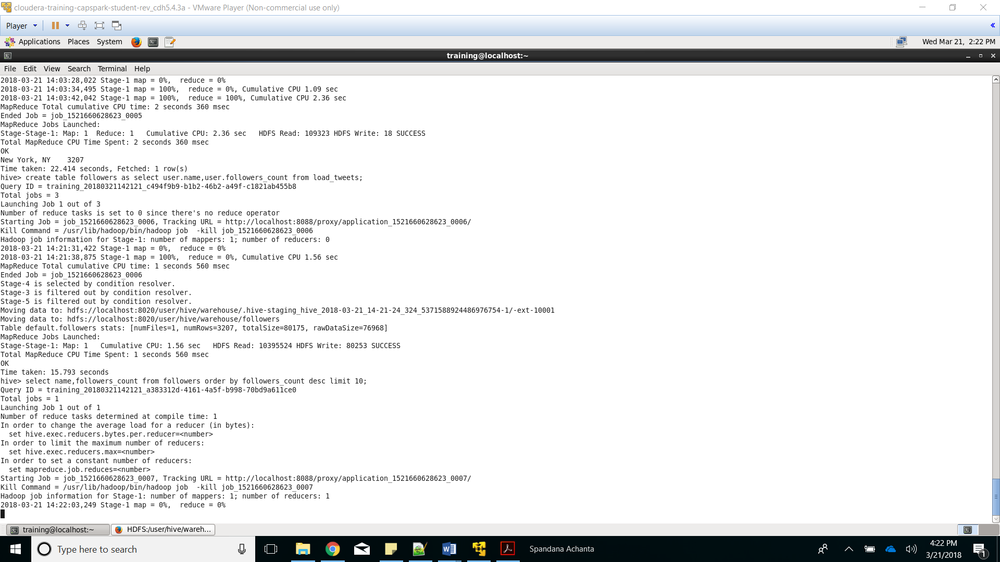 cloudera-training-capspark-student-rev_cdh5.4.3a - VMware Player (Non-commercial use only)
Player
Applications Places System Wed Mar 21, 2:22 PM
training@localhost:~
File Edit View Search Terminal Help
2018-03-21 14:03:28,022 Stage-1 map = 0%,  reduce = 0%
2018-03-21 14:03:34,495 Stage-1 map = 100%,  reduce = 0%, Cumulative CPU 1.09 sec
2018-03-21 14:03:42,042 Stage-1 map = 100%,  reduce = 100%, Cumulative CPU 2.36 sec
MapReduce Total cumulative CPU time: 2 seconds 360 msec
Ended Job = job_1521660628623_0005
MapReduce Jobs Launched:
Stage-Stage-1: Map: 1  Reduce: 1   Cumulative CPU: 2.36 sec   HDFS Read: 109323 HDFS Write: 18 SUCCESS
Total MapReduce CPU Time Spent: 2 seconds 360 msec
OK
New York, NY    3207
Time taken: 22.414 seconds, Fetched: 1 row(s)
hive> create table followers as select user.name,user.followers_count from load_tweets;
Query ID = training_20180321142121_c494f9b9-b1b2-46b2-a49f-c1821ab455b8
Total jobs = 3
Launching Job 1 out of 3
Number of reduce tasks is set to 0 since there's no reduce operator
Starting Job = job_1521660628623_0006, Tracking URL = http://localhost:8088/proxy/application_1521660628623_0006/
Kill Command = /usr/lib/hadoop/bin/hadoop job  -kill job_1521660628623_0006
Hadoop job information for Stage-1: number of mappers: 1; number of reducers: 0
2018-03-21 14:21:31,422 Stage-1 map = 0%,  reduce = 0%
2018-03-21 14:21:38,875 Stage-1 map = 100%,  reduce = 0%, Cumulative CPU 1.56 sec
MapReduce Total cumulative CPU time: 1 seconds 560 msec
Ended Job = job_1521660628623_0006
Stage-4 is selected by condition resolver.
Stage-3 is filtered out by condition resolver.
Stage-5 is filtered out by condition resolver.
Moving data to: hdfs://localhost:8020/user/hive/warehouse/.hive-staging_hive_2018-03-21_14-21-24_324_5371588924486976754-1/-ext-10001
Moving data to: hdfs://localhost:8020/user/hive/warehouse/followers
Table default.followers stats: [numFiles=1, numRows=3207, totalSize=80175, rawDataSize=76968]
MapReduce Jobs Launched:
Stage-Stage-1: Map: 1   Cumulative CPU: 1.56 sec   HDFS Read: 10395524 HDFS Write: 80253 SUCCESS
Total MapReduce CPU Time Spent: 1 seconds 560 msec
OK
Time taken: 15.793 seconds
hive> select name,followers_count from followers order by followers_count desc limit 10;
Query ID = training_20180321142121_a383312d-4161-4a5f-b998-70bd9a611ce0
Total jobs = 1
Launching Job 1 out of 1
Number of reduce tasks determined at compile time: 1
In order to change the average load for a reducer (in bytes):
  set hive.exec.reducers.bytes.per.reducer=<number>
In order to limit the maximum number of reducers:
  set hive.exec.reducers.max=<number>
In order to set a constant number of reducers:
  set mapreduce.job.reduces=<number>
Starting Job = job_1521660628623_0007, Tracking URL = http://localhost:8088/proxy/application_1521660628623_0007/
Kill Command = /usr/lib/hadoop/bin/hadoop job  -kill job_1521660628623_0007
Hadoop job information for Stage-1: number of mappers: 1; number of reducers: 1
2018-03-21 14:22:03,249 Stage-1 map = 0%,  reduce = 0%
training@localhost:~ HDFS:/user/hive/wareh...
Type here to search Spandana Achanta 4:22 PM
3/21/2018 1